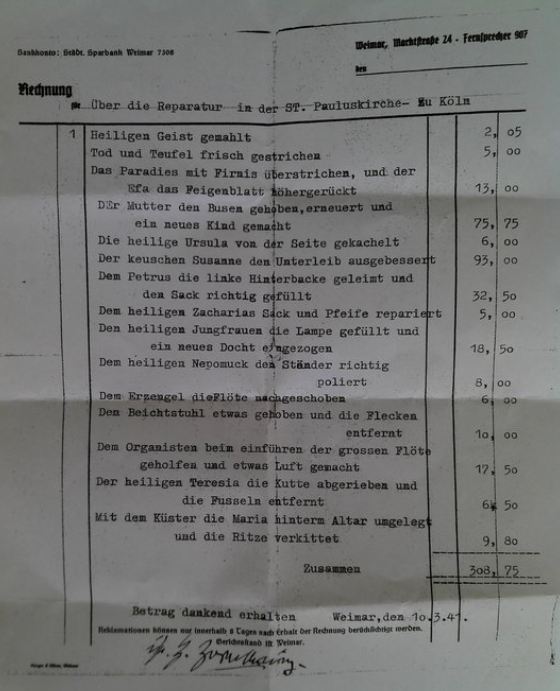 Bankkonto: Städt. Sparbank Weimar 7308
Weimar, Marktstraße 24 - Fernsprecher 907
den
Rechnung
für Über die Reparatur in der ST. Pauluskirche- Zu Köln
1 Heiligen Geist gemahlt 2, 05
Tod und Teufel frisch gestrichen 5, 00
Das Paradies mit Firnis überstrichen, und der
Efa das Feigenblatt höhergerückt 13, 00
DEr Mutter den Busen gehoben,erneuert und
ein neues Kind gemacht 75, 75
Die heilige Ursula von der Seite gekachelt 6, 00
Der keuschen Susanne den Unterleib ausgebessert 93, 00
Dem Petrus die linke Hinterbacke geleimt und
den Sack richtig gefüllt 32, 50
Dem heiligen Zacharias Sack und Pfeife repariert 5, 00
Den heiligen Jungfrauen die Lampe gefüllt und
ein neues Docht eingezogen 18, 50
Dem heiligen Nepomuck den Ständer richtig
poliert 8, 00
Dem Erzengel dieFlöte nachgeschoben 6, 00
Den Beichtstuhl etwas gehoben und die Flecken
entfernt 10, 00
Dem Organisten beim einführen der grossen Flöte
geholfen und etwas Luft gemacht 17, 50
Der heiligen Teresia die Kutte abgerieben und
die Fusseln entfernt 6, 50
Mit dem Küster die Maria hinterm Altar umgelegt
und die Ritze verkittet 9, 80
Zusammen 308, 75
Betrag dankend erhalten Weimar,den 10.3.41.
Reklamationen können nur innerhalb 8 Tagen nach Erhalt der Rechnung berücksichtigt werden.
Gerichtsstand ist Weimar.